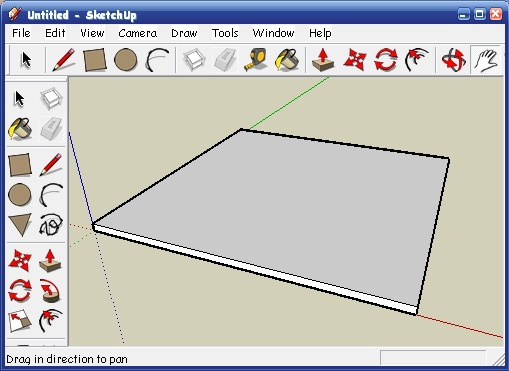 Untitled - SketchUp
File Edit View Camera Draw Tools Window Help
Drag in direction to pan